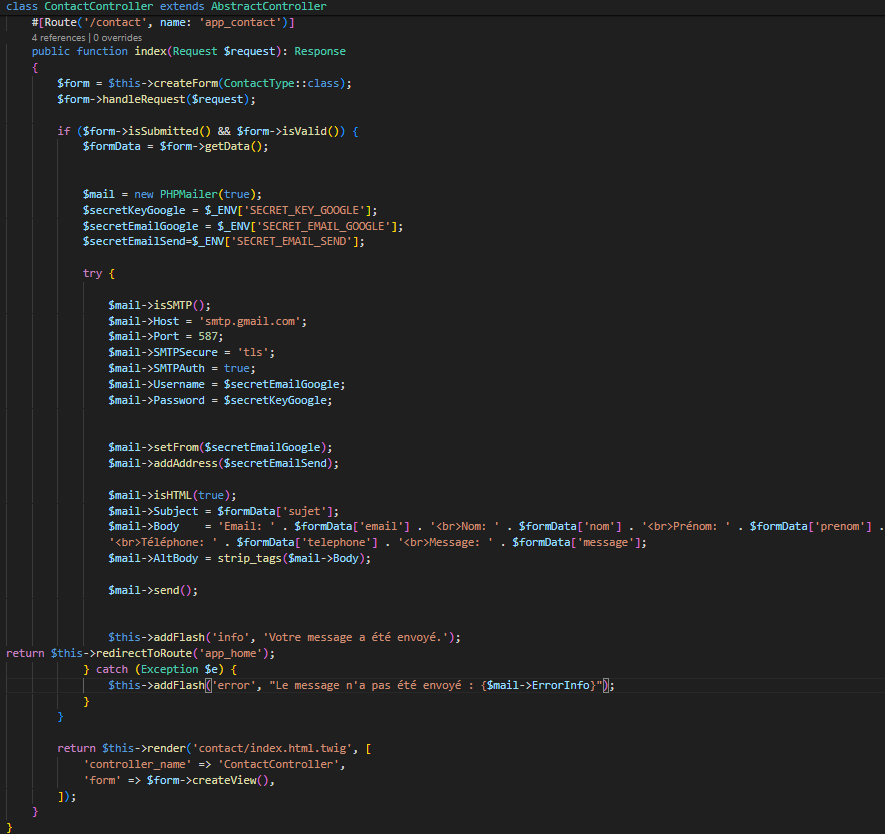 class ContactController extends AbstractController
#[Route('/contact', name: 'app_contact')]
4 references | 0 overrides
public function index(Request $request): Response
{
$form = $this->createForm(ContactType::class);
$form->handleRequest($request);
if ($form->isSubmitted() && $form->isValid()) {
$formData = $form->getData();
$mail = new PHPMailer(true);
$secretKeyGoogle = $_ENV['SECRET_KEY_GOOGLE'];
$secretEmailGoogle = $_ENV['SECRET_EMAIL_GOOGLE'];
$secretEmailSend=$_ENV['SECRET_EMAIL_SEND'];
try {
$mail->isSMTP();
$mail->Host = 'smtp.gmail.com';
$mail->Port = 587;
$mail->SMTPSecure = 'tls';
$mail->SMTPAuth = true;
$mail->Username = $secretEmailGoogle;
$mail->Password = $secretKeyGoogle;
$mail->setFrom($secretEmailGoogle);
$mail->addAddress($secretEmailSend);
$mail->isHTML(true);
$mail->Subject = $formData['sujet'];
$mail->Body    = 'Email: ' . $formData['email'] . '<br>Nom: ' . $formData['nom'] . '<br>Prénom: ' . $formData['prenom'] .
'<br>Téléphone: ' . $formData['telephone'] . '<br>Message: ' . $formData['message'];
$mail->AltBody = strip_tags($mail->Body);
$mail->send();
$this->addFlash('info', 'Votre message a été envoyé.');
return $this->redirectToRoute('app_home');
} catch (Exception $e) {
$this->addFlash('error', "Le message n'a pas été envoyé : {$mail->ErrorInfo}");
}
}
return $this->render('contact/index.html.twig', [
'controller_name' => 'ContactController',
'form' => $form->createView(),
]);
}
}